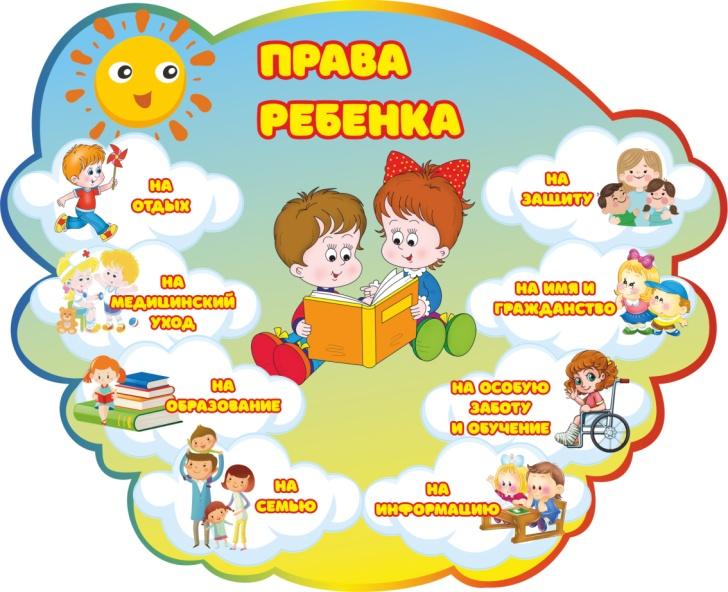 ПРАВА
РЕБЕНКА
НА
ОТДЫХ
НА
МЕДИЦИНСКИЙ
УХОД
НА
ОБРАЗОВАНИЕ
НА
СЕМЬЮ
НА
ЗАЩИТУ
НА ИМЯ И
ГРАЖДАНСТВО
НА ОСОБУЮ
ЗАБОТУ
И ОБУЧЕНИЕ
НА
ИНФОРМАЦИЮ